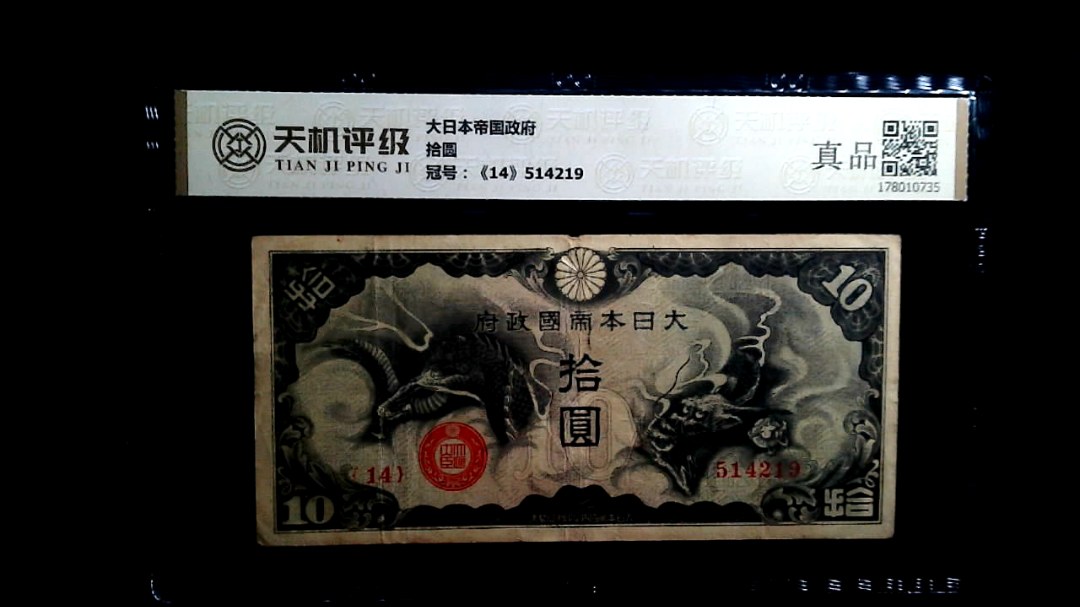 天机评级
TIAN JI PING JI
大日本帝国政府
拾圆
冠号：《14》514219
真品
178010735
拾
10
府政國帝本日大
拾
圓
10
{14}
514219
10
拾